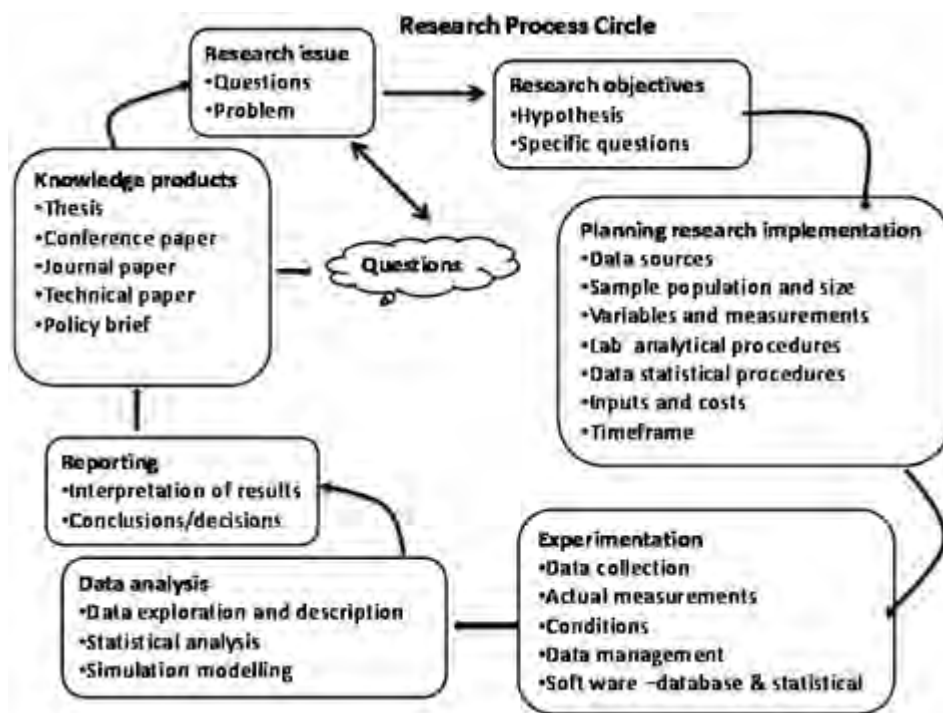 Research Process Circle
Research issue
•Questions
•Problem
Research objectives
•Hypothesis
•Specific questions
Planning research implementation
•Data sources
•Sample population and size
•Variables and measurements
•Lab analytical procedures
•Data statistical procedures
•Inputs and costs
•Timeframe
Experimentation
•Data collection
•Actual measurements
•Conditions
•Data management
•Soft ware –database & statistical
Data analysis
•Data exploration and description
•Statistical analysis
•Simulation modelling
Reporting
•Interpretation of results
•Conclusions/decisions
Knowledge products
•Thesis
•Conference paper
•Journal paper
•Technical paper
•Policy brief
Questions